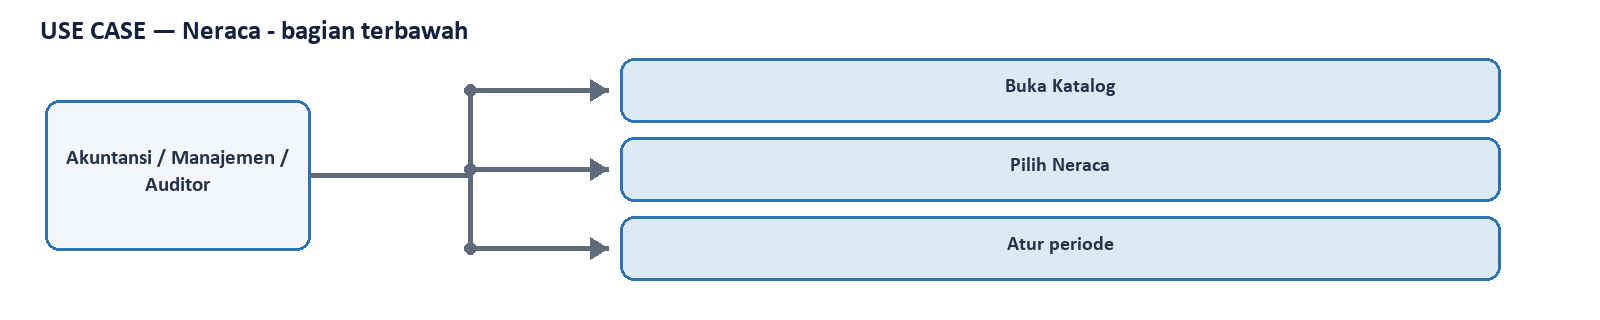 USE CASE — Neraca - bagian terbawah
Akuntansi / Manajemen /
Auditor
Buka Katalog
Pilih Neraca
Atur periode